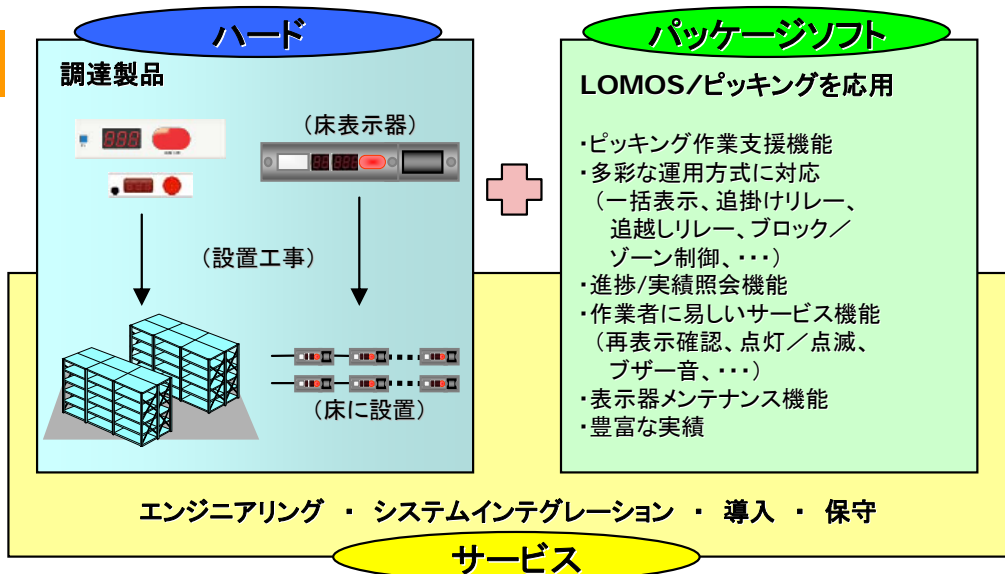 ハード
調達製品
（床表示器）
（設置工事）
（床に設置）
パッケージソフト
LOMOS/ピッキングを応用
・ピッキング作業支援機能
・多彩な運用方式に対応
（一括表示、追掛けリレー、
追越しリレー、ブロック／
ゾーン制御、・・・）
・進捗/実績照会機能
・作業者に易しいサービス機能
（再表示確認、点灯／点滅、
ブザー音、・・・）
・表示器メンテナンス機能
・豊富な実績
エンジニアリング ・ システムインテグレーション ・ 導入 ・ 保守
サービス